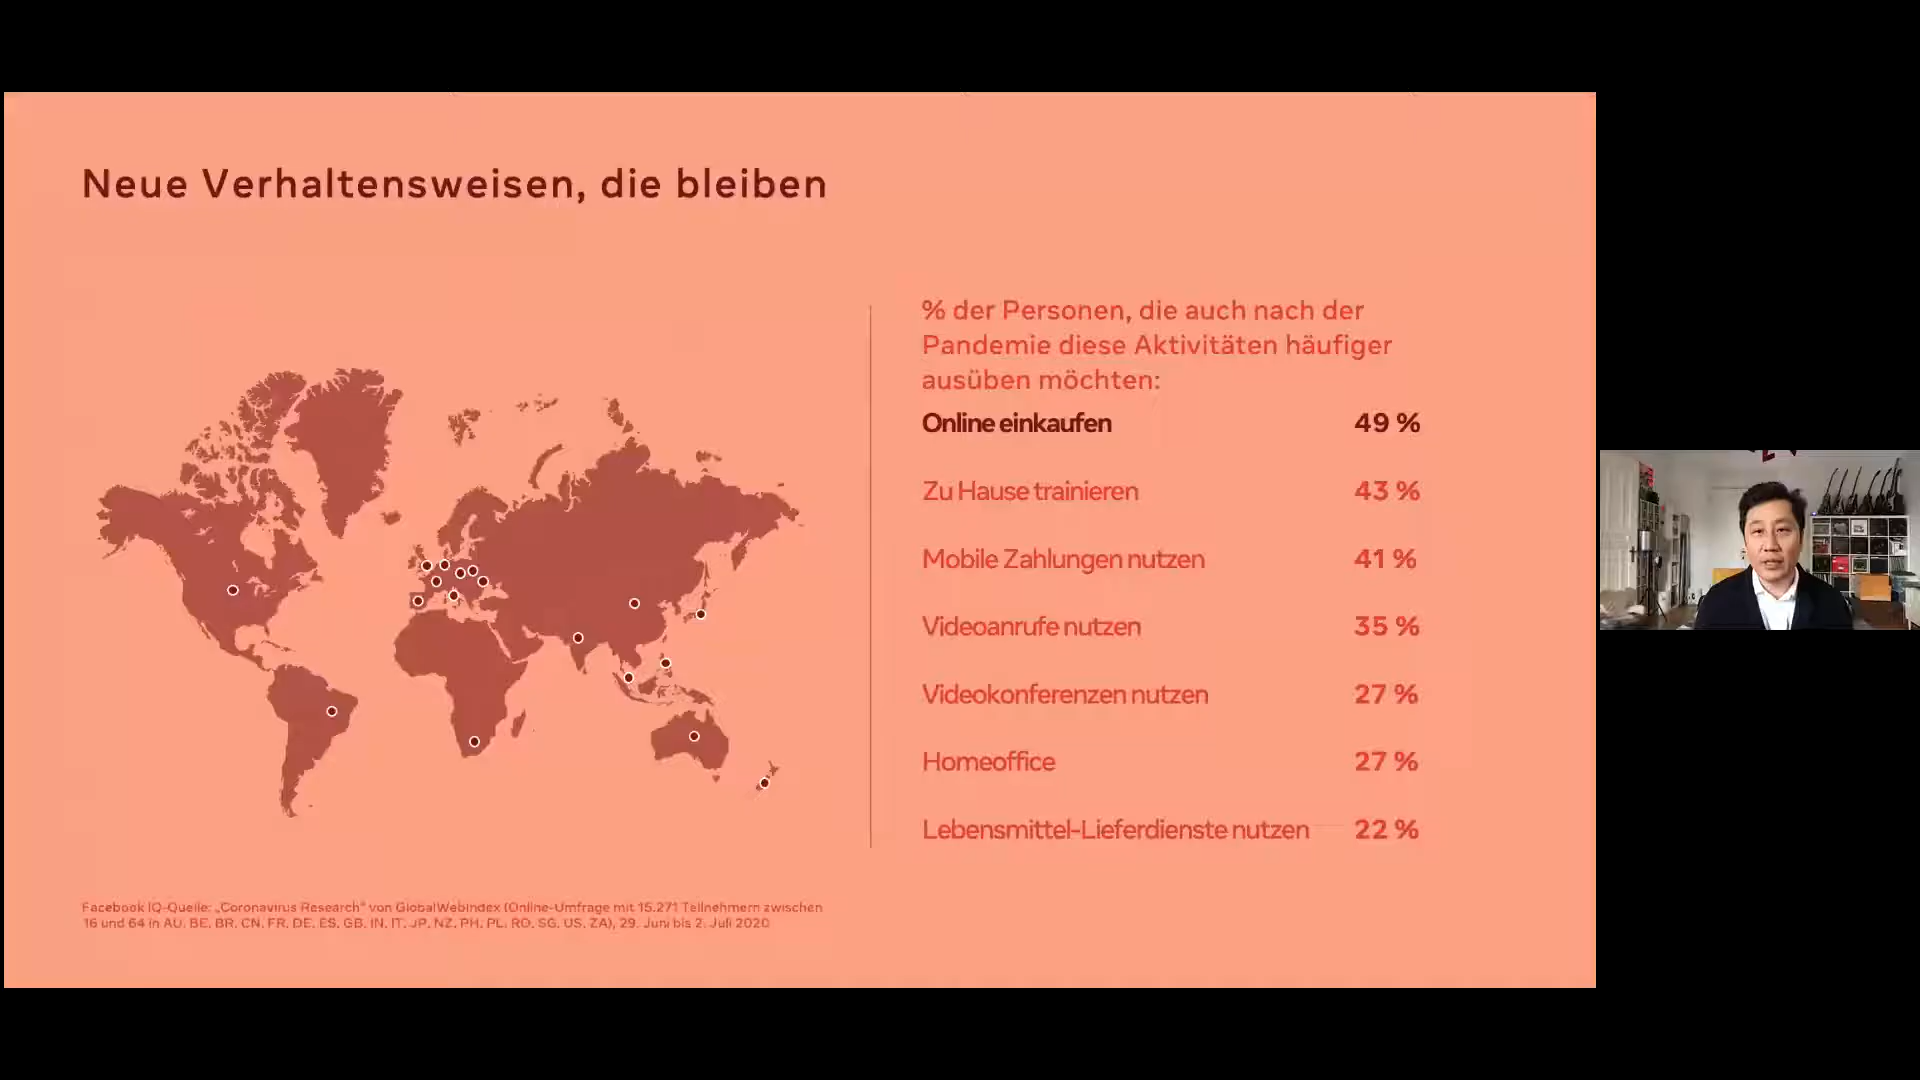 Neue Verhaltensweisen, die bleiben
% der Personen, die auch nach der
Pandemie diese Aktivitäten häufiger
ausüben möchten:
Online einkaufen 49 %
Zu Hause trainieren 43 %
Mobile Zahlungen nutzen 41 %
Videoanrufe nutzen 35 %
Videokonferenzen nutzen 27 %
Homeoffice 27 %
Lebensmittel-Lieferdienste nutzen 22 %
Facebook IQ-Quelle: „Coronavirus Research“ von GlobalWebIndex (Online-Umfrage mit 15.271 Teilnehmern zwischen
16 und 64 in AU, BE, BR, CN, FR, DE, ES, GB, IN, IT, JP, NZ, PH, PL, RO, SG, US, ZA), 29. Juni bis 2. Juli 2020